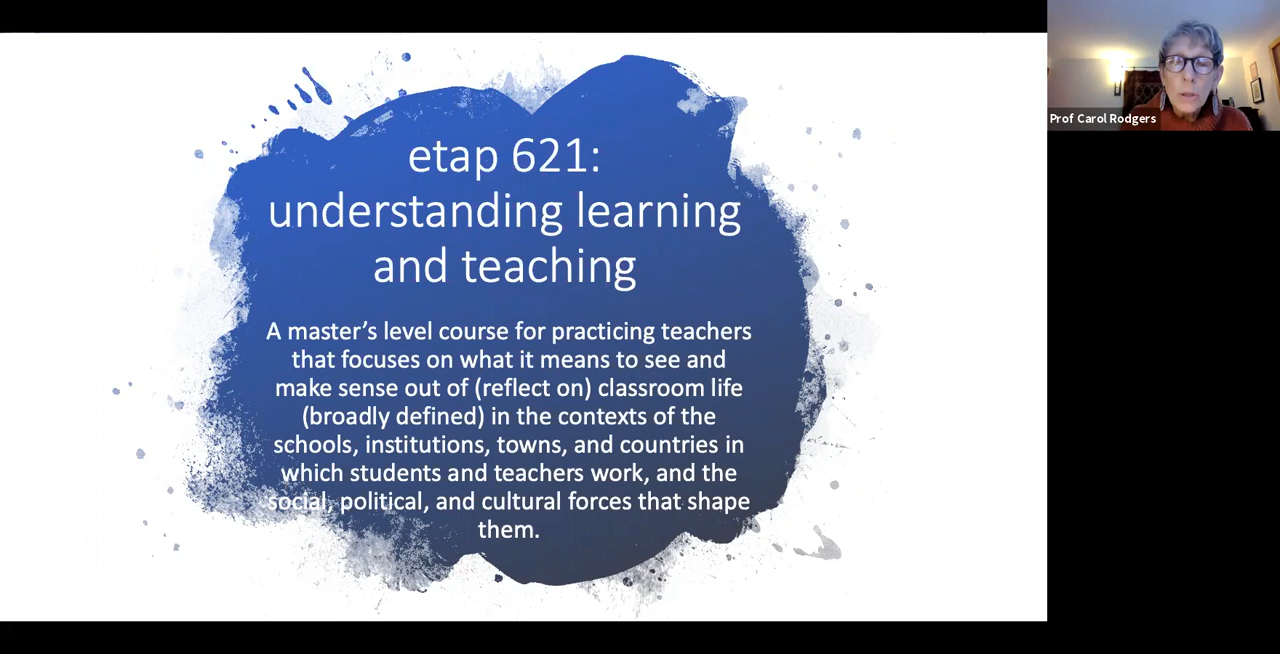 etap 621:
understanding learning
and teaching
A master’s level course for practicing teachers
that focuses on what it means to see and
make sense out of (reflect on) classroom life
(broadly defined) in the contexts of the
schools, institutions, towns, and countries in
which students and teachers work, and the
social, political, and cultural forces that shape
them.
Prof Carol Rodgers